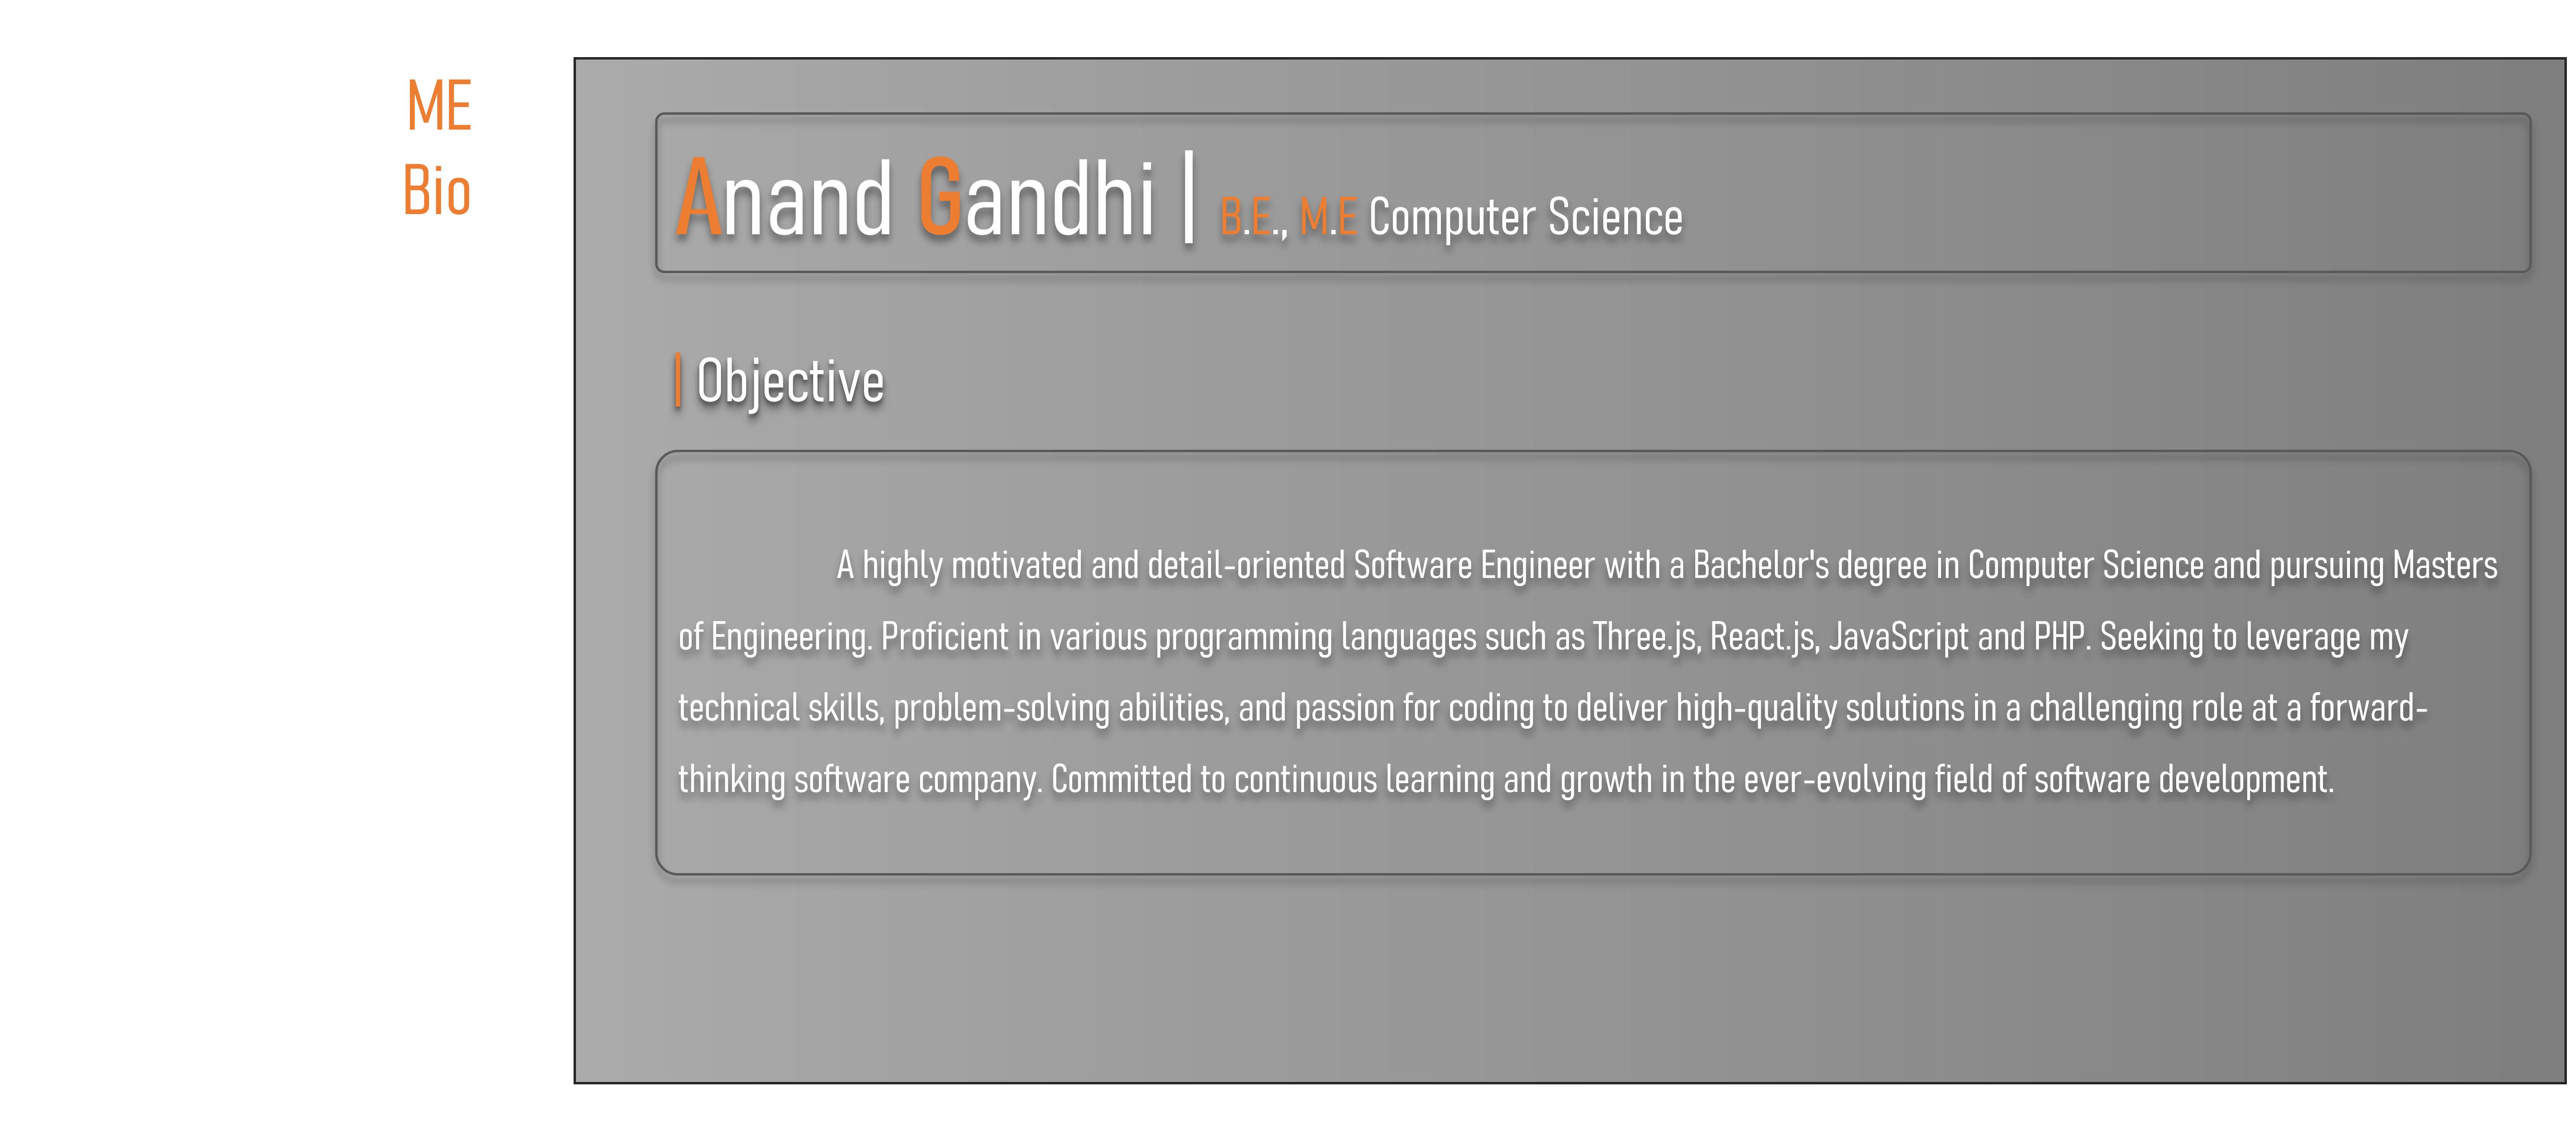 ME
Bio
Anand Gandhi | B.E., M.E Computer Science
| Objective
A highly motivated and detail-oriented Software Engineer with a Bachelor's degree in Computer Science and pursuing Masters
of Engineering. Proficient in various programming languages such as Three.js, React.js, JavaScript and PHP. Seeking to leverage my
technical skills, problem-solving abilities, and passion for coding to deliver high-quality solutions in a challenging role at a forward-
thinking software company. Committed to continuous learning and growth in the ever-evolving field of software development.